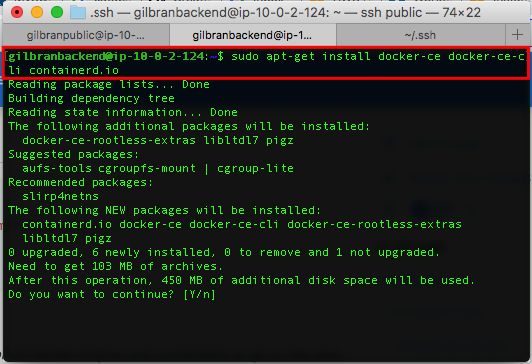 .ssh — gilbranbackend@ip-10-0-2-124: ~ — ssh public — 74×22
gilbranpublic@ip-10-0-...
gilbranbackend@ip-1...
~/.ssh
+
gilbranbackend@ip-10-0-2-124:~$ sudo apt-get install docker-ce docker-ce-c
li containerd.io
Reading package lists... Done
Building dependency tree
Reading state information... Done
The following additional packages will be installed:
  docker-ce-rootless-extras libltdl7 pigz
Suggested packages:
  aufs-tools cgroupfs-mount | cgroup-lite
Recommended packages:
  slirp4netns
The following NEW packages will be installed:
  containerd.io docker-ce docker-ce-cli docker-ce-rootless-extras
  libltdl7 pigz
0 upgraded, 6 newly installed, 0 to remove and 1 not upgraded.
Need to get 103 MB of archives.
After this operation, 450 MB of additional disk space will be used.
Do you want to continue? [Y/n]